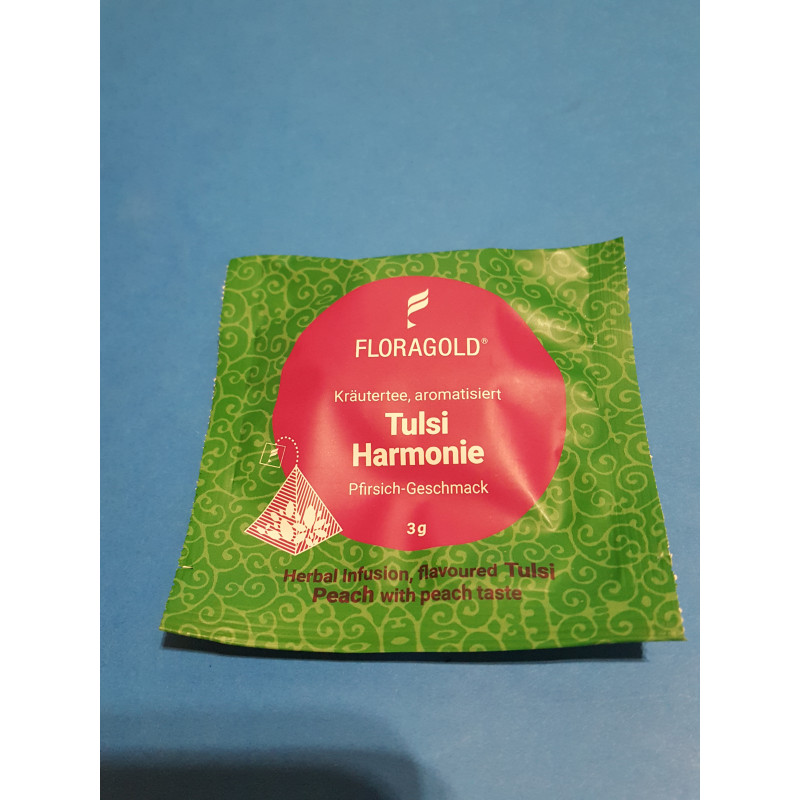 FLORAGOLD®
Kräutertee, aromatisiert
Tulsi
Harmonie
Pfirsich-Geschmack
3g
Herbal Infusion, flavoured Tulsi
Peach with peach taste